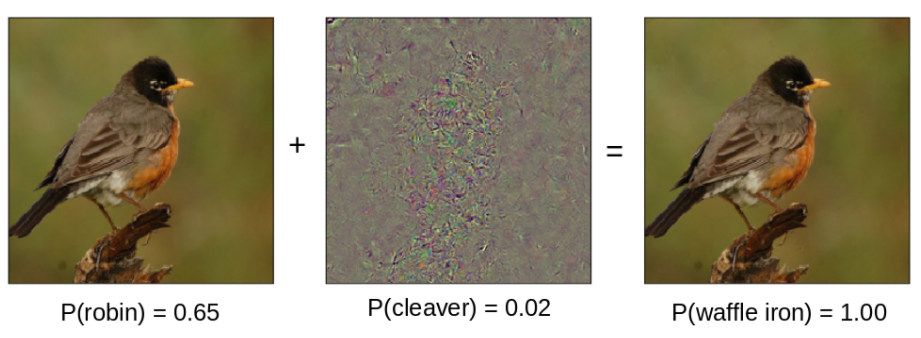 +
=
P(robin) = 0.65
P(cleaver) = 0.02
P(waffle iron) = 1.00